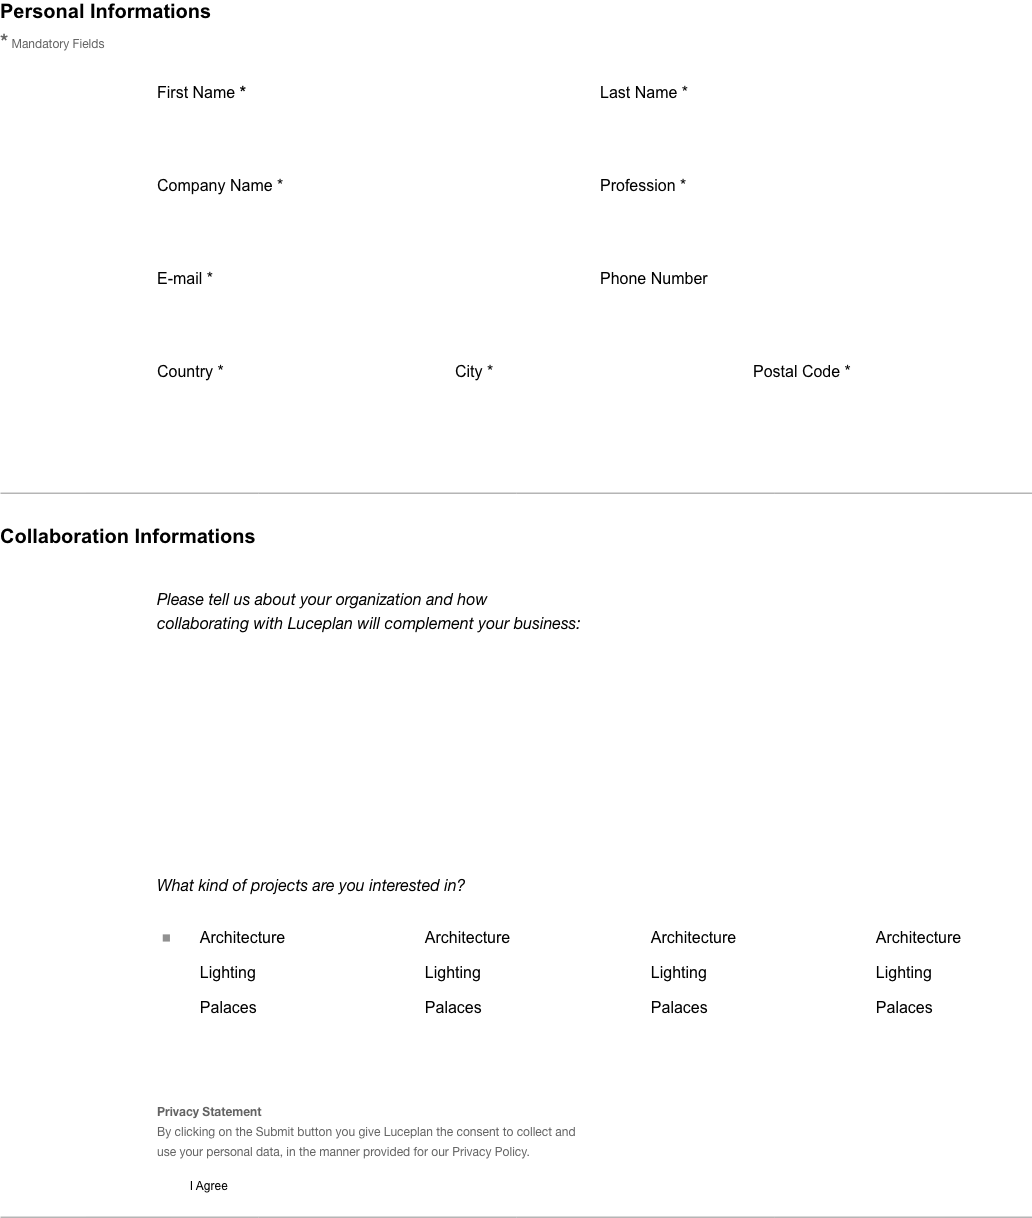 Personal Informations
* Mandatory Fields
First Name *
Last Name *
Company Name *
Profession *
E-mail *
Phone Number
Country *
City *
Postal Code *
Collaboration Informations
Please tell us about your organization and how
collaborating with Luceplan will complement your business:
What kind of projects are you interested in?
Architecture
Architecture
Architecture
Architecture
Lighting
Lighting
Lighting
Lighting
Palaces
Palaces
Palaces
Palaces
Privacy Statement
By clicking on the Submit button you give Luceplan the consent to collect and
use your personal data, in the manner provided for our Privacy Policy.
I Agree